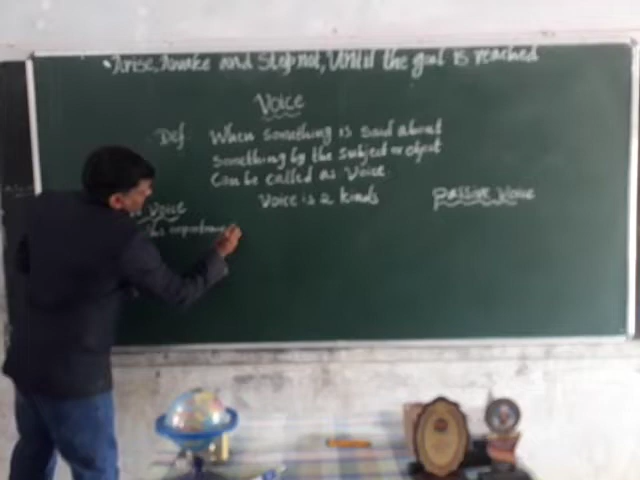 Arise, Awake and Stop not, Until the goal is reached
Voice
Def When something is said about
something by the subject or object
Can be called as Voice.
Voice is 2 kinds
Voice
passive Voice